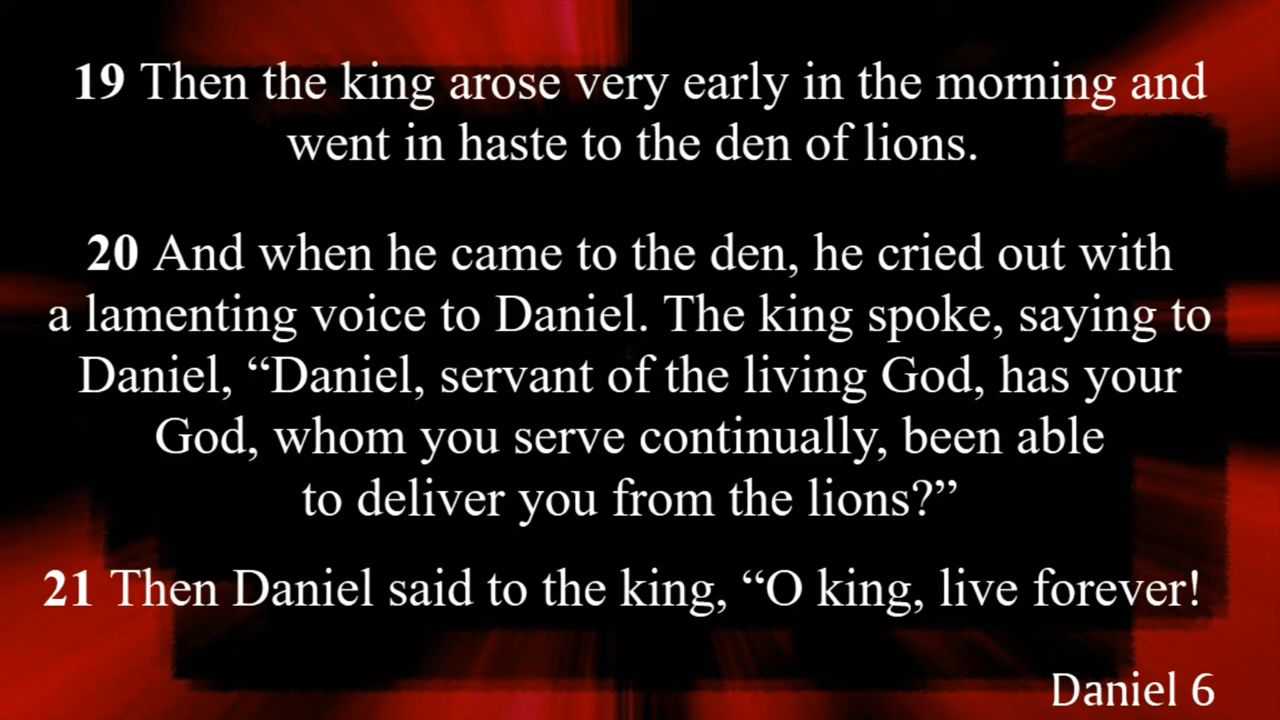 19 Then the king arose very early in the morning and
went in haste to the den of lions.
20 And when he came to the den, he cried out with
a lamenting voice to Daniel. The king spoke, saying to
Daniel, “Daniel, servant of the living God, has your
God, whom you serve continually, been able
to deliver you from the lions?”
21 Then Daniel said to the king, “O king, live forever!
Daniel 6